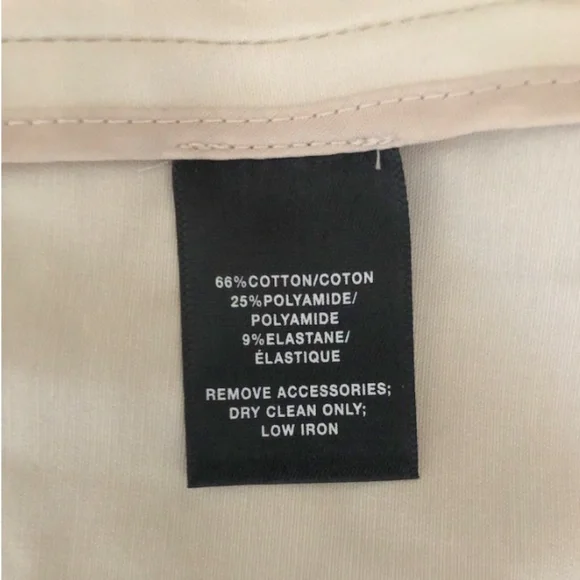 66%COTTON/COTON
25%POLYAMIDE/
POLYAMIDE
9%ELASTANE/
ÉLASTIQUE
REMOVE ACCESSORIES;
DRY CLEAN ONLY;
LOW IRON